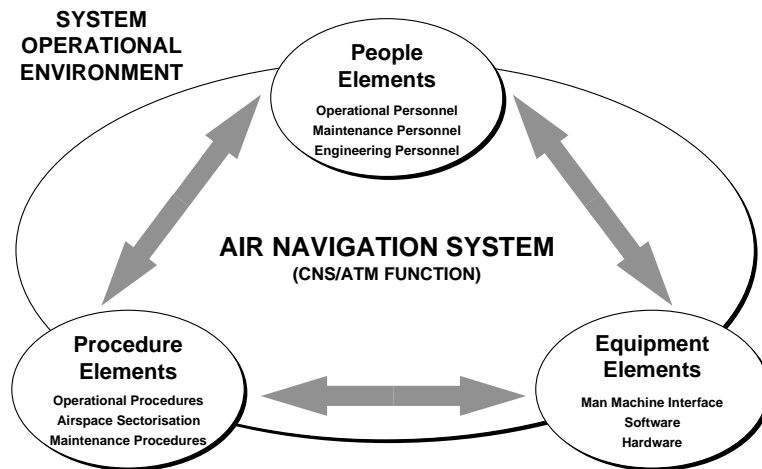 SYSTEM
OPERATIONAL
ENVIRONMENT
People
Elements
Operational Personnel
Maintenance Personnel
Engineering Personnel
AIR NAVIGATION SYSTEM
(CNS/ATM FUNCTION)
Procedure
Elements
Operational Procedures
Airspace Sectorisation
Maintenance Procedures
Equipment
Elements
Man Machine Interface
Software
Hardware